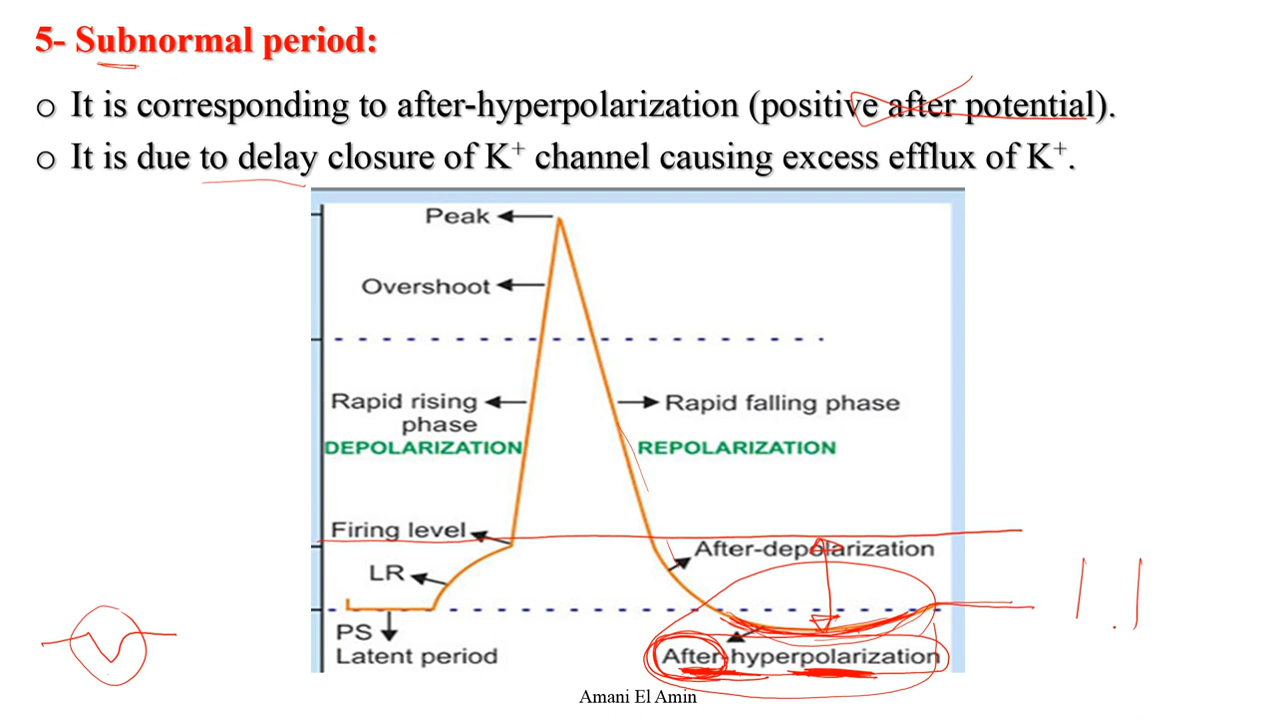 5- Subnormal period:
o It is corresponding to after-hyperpolarization (positive after potential).
o It is due to delay closure of K⁺ channel causing excess efflux of K⁺.
Peak
Overshoot
Rapid rising
phase
DEPOLARIZATION
Rapid falling phase
REPOLARIZATION
Firing level
After-depolarization
LR
PS
Latent period
After-hyperpolarization
Amani El Amin